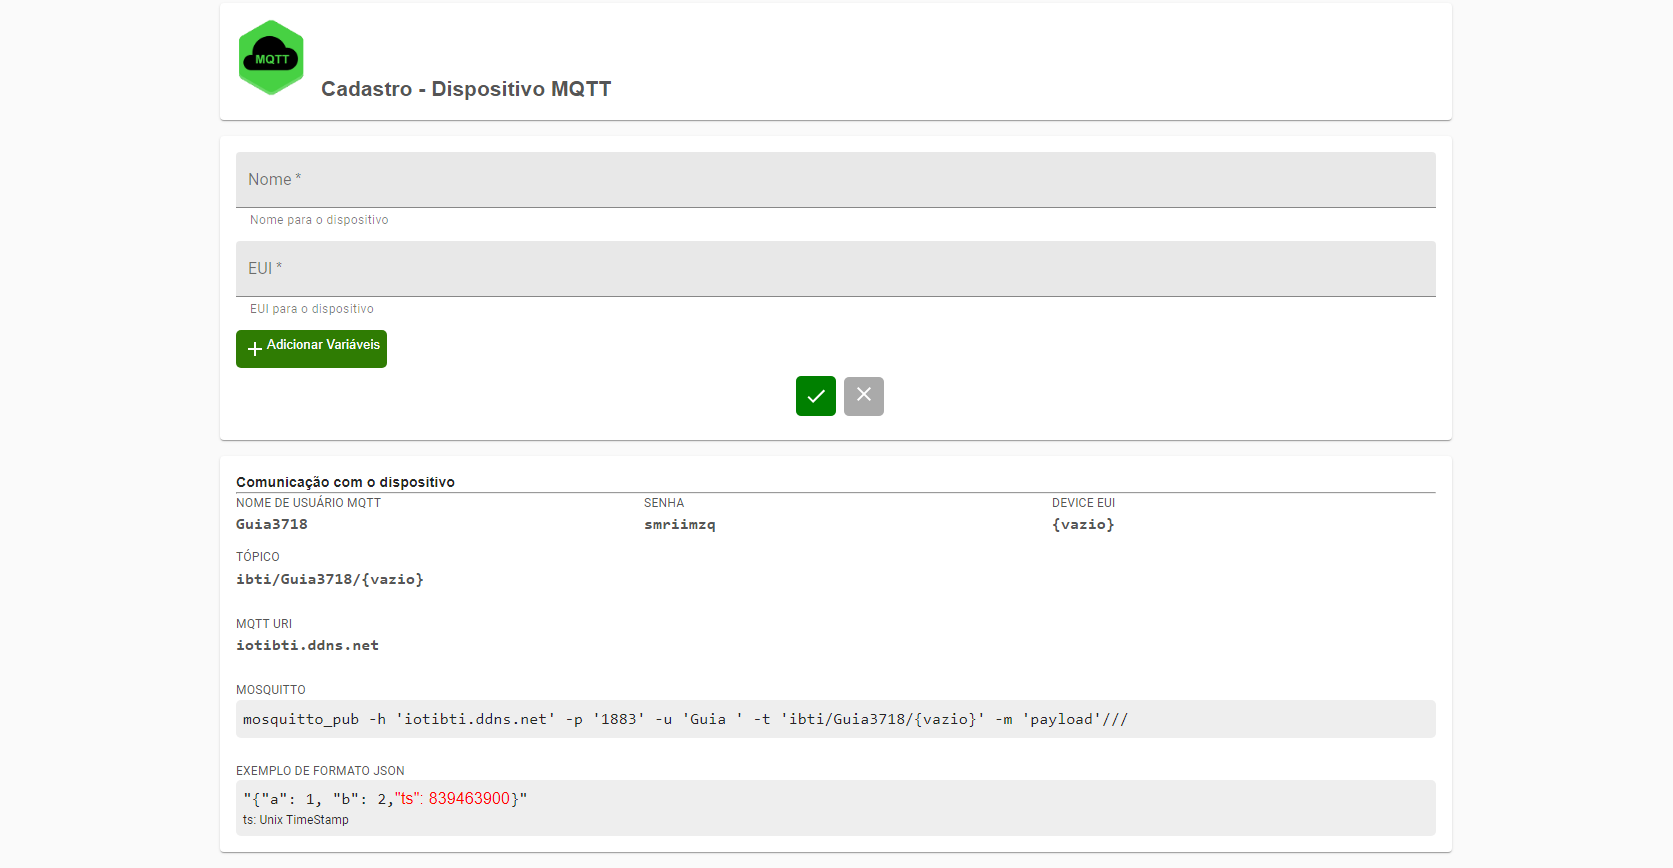 MQTT
Cadastro - Dispositivo MQTT
Nome *
Nome para o dispositivo
EUI *
EUI para o dispositivo
Adicionar Variáveis
Comunicação com o dispositivo
NOME DE USUÁRIO MQTT SENHA DEVICE EUI
Guia3718 smriimzq {vazio}
TÓPICO
ibti/Guia3718/{vazio}
MQTT URI
iotibti.ddns.net
MOSQUITTO
mosquitto_pub -h 'iotibti.ddns.net' -p '1883' -u 'Guia ' -t 'ibti/Guia3718/{vazio}' -m 'payload'///
EXEMPLO DE FORMATO JSON
"{"a": 1, "b": 2,"ts": 839463900}"
ts: Unix TimeStamp